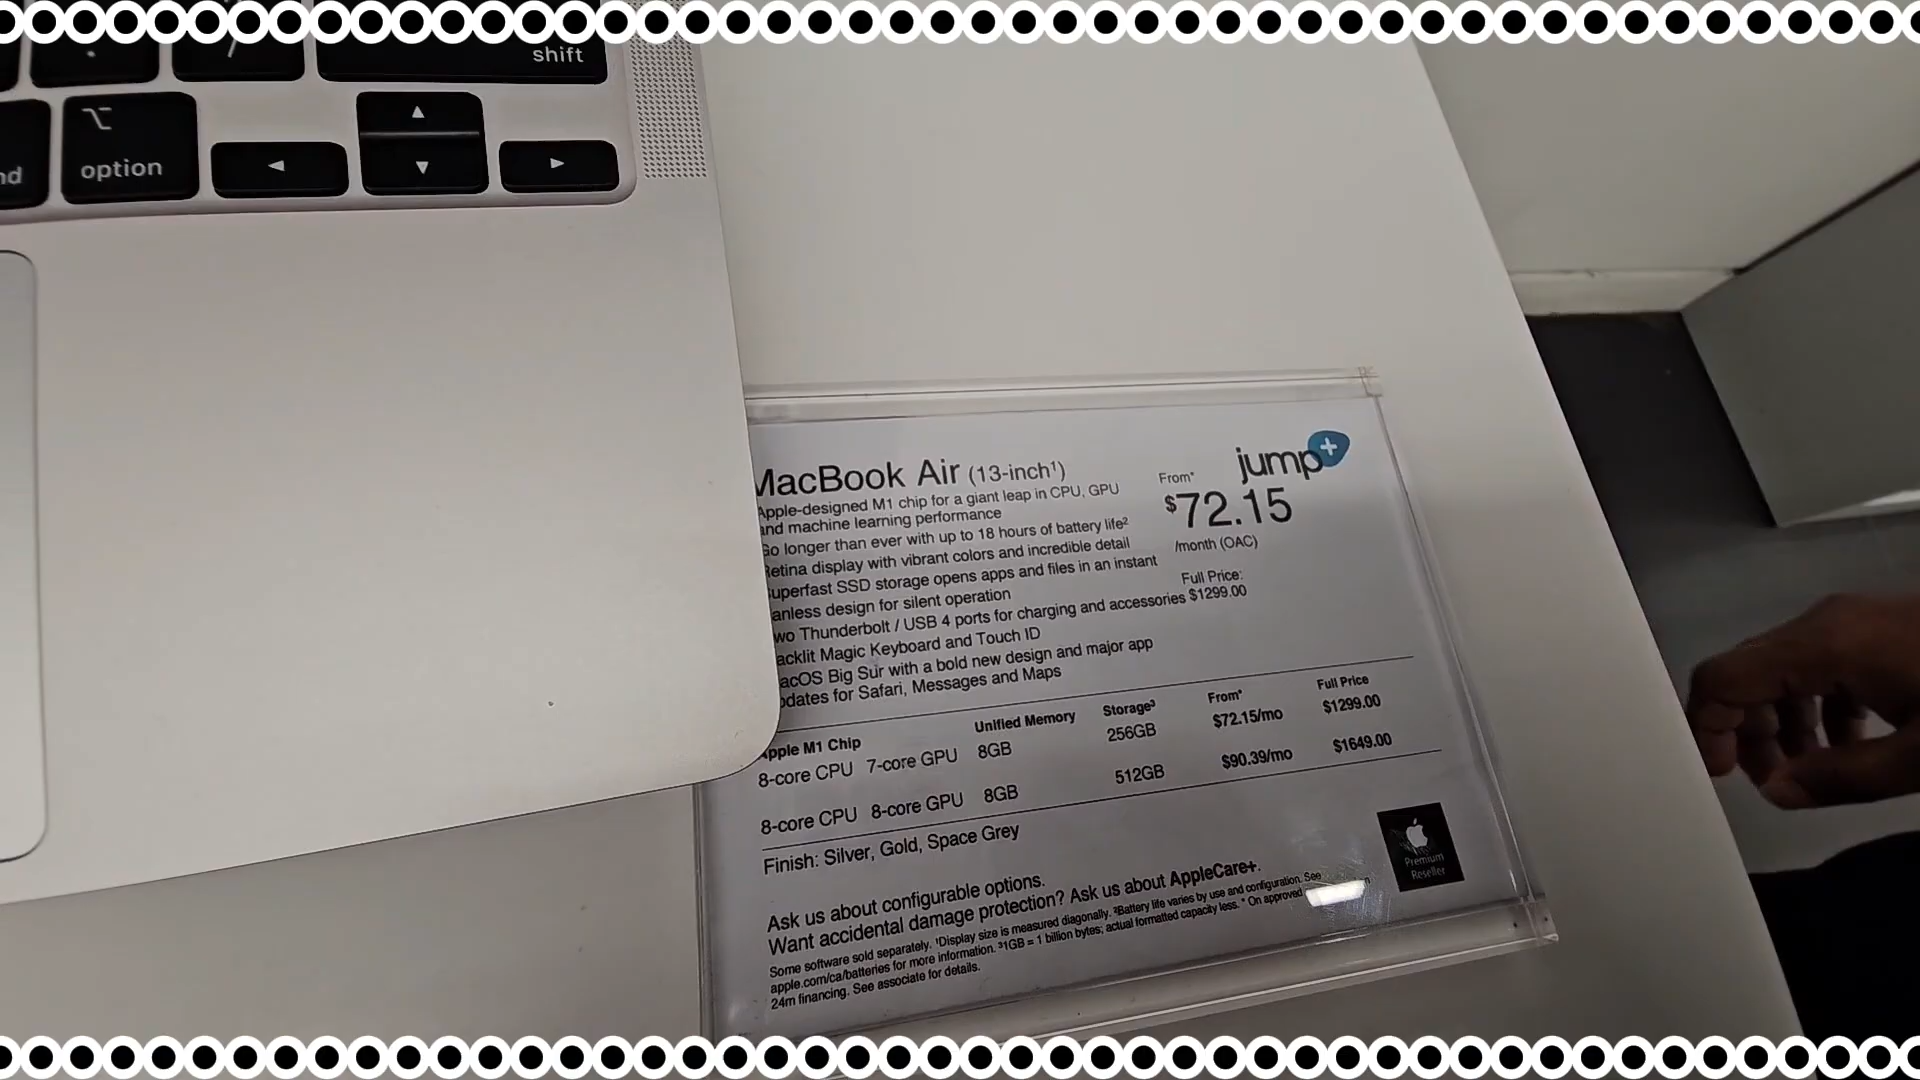 shift
option
nd
jump+
MacBook Air (13-inch¹)
Apple-designed M1 chip for a giant leap in CPU, GPU
and machine learning performance
Go longer than ever with up to 18 hours of battery life²
Retina display with vibrant colors and incredible detail
uperfast SSD storage opens apps and files in an instant
anless design for silent operation
wo Thunderbolt / USB 4 ports for charging and accessories
acklit Magic Keyboard and Touch ID
acOS Big Sur with a bold new design and major app
pdates for Safari, Messages and Maps
From*
$72.15
/month (OAC)
Full Price:
$1299.00
Apple M1 Chip Unified Memory Storage³ From* Full Price
8-core CPU 7-core GPU 8GB 256GB $72.15/mo $1299.00
8-core CPU 8-core GPU 8GB 512GB $90.39/mo $1649.00
Finish: Silver, Gold, Space Grey
Ask us about configurable options.
Want accidental damage protection? Ask us about AppleCare+.
Some software sold separately. ¹Display size is measured diagonally. ²Battery life varies by use and configuration. See
apple.com/ca/batteries for more information. ³1GB = 1 billion bytes; actual formatted capacity less. * On approved
24m financing. See associate for details.
Premium
Reseller